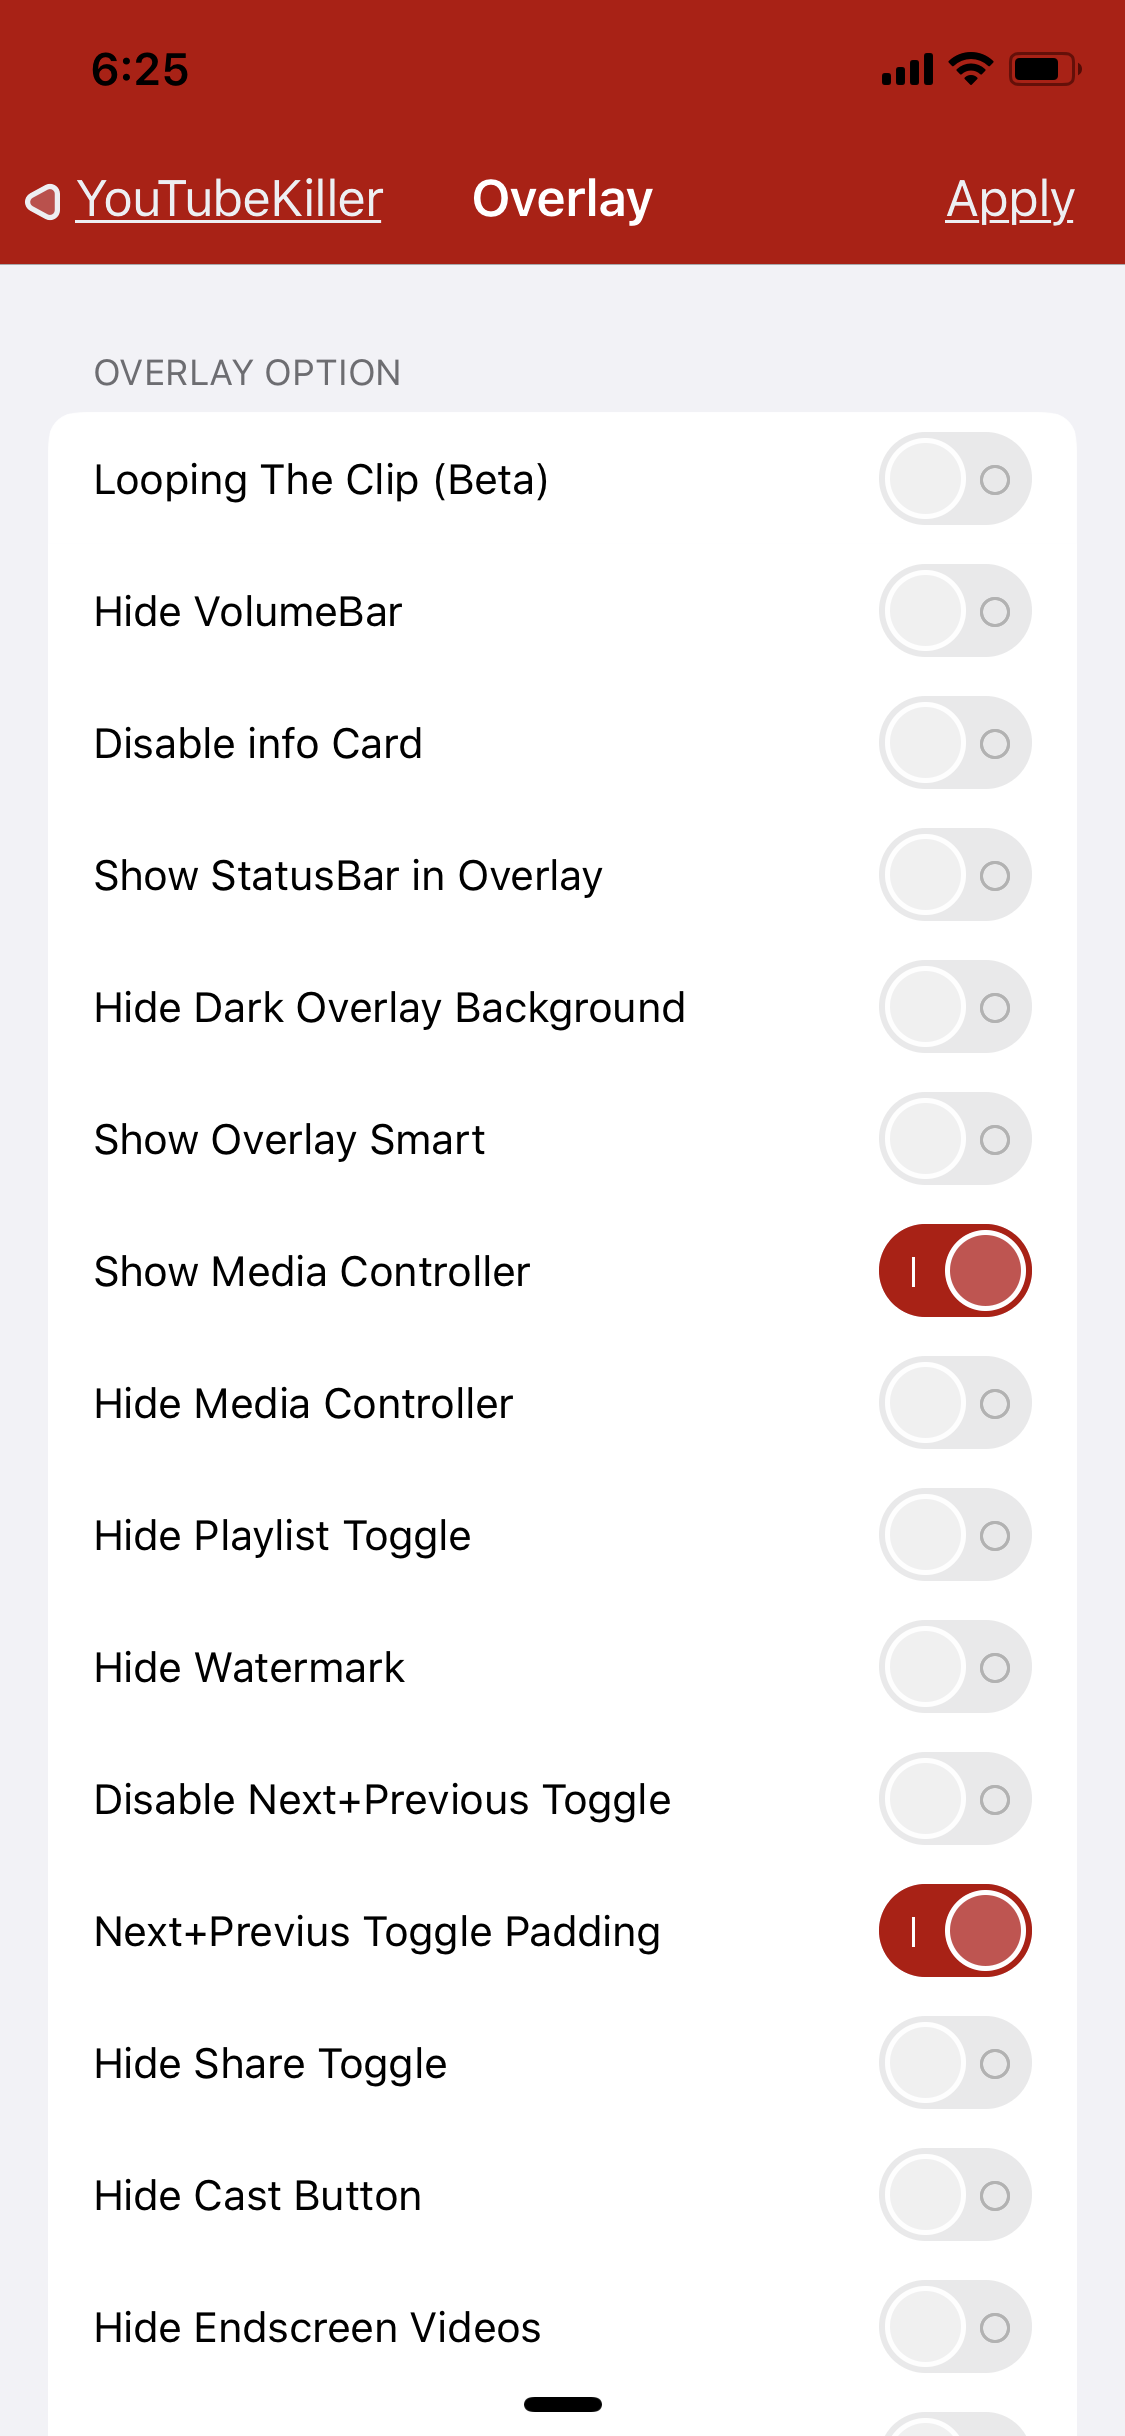 6:25
YouTubeKiller
Overlay
Apply
OVERLAY OPTION
Looping The Clip (Beta)
Hide VolumeBar
Disable info Card
Show StatusBar in Overlay
Hide Dark Overlay Background
Show Overlay Smart
Show Media Controller
Hide Media Controller
Hide Playlist Toggle
Hide Watermark
Disable Next+Previous Toggle
Next+Previus Toggle Padding
Hide Share Toggle
Hide Cast Button
Hide Endscreen Videos